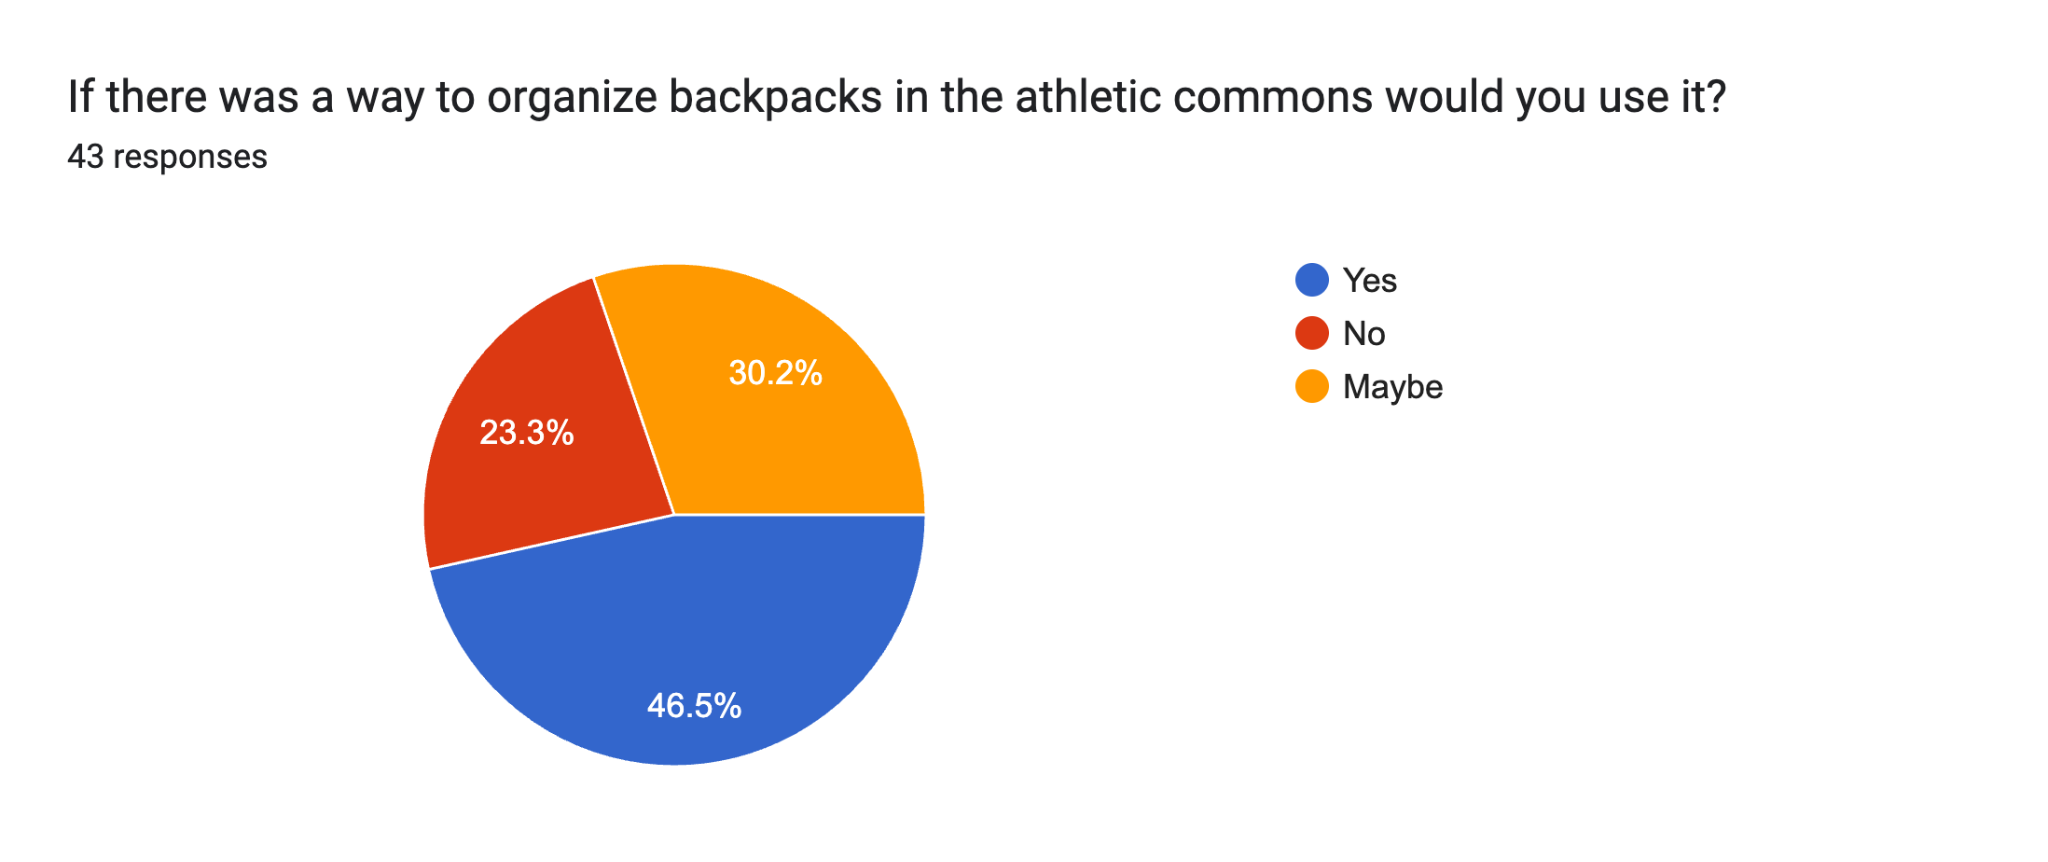 If there was a way to organize backpacks in the athletic commons would you use it?
43 responses
Yes
No
Maybe
30.2%
23.3%
46.5%